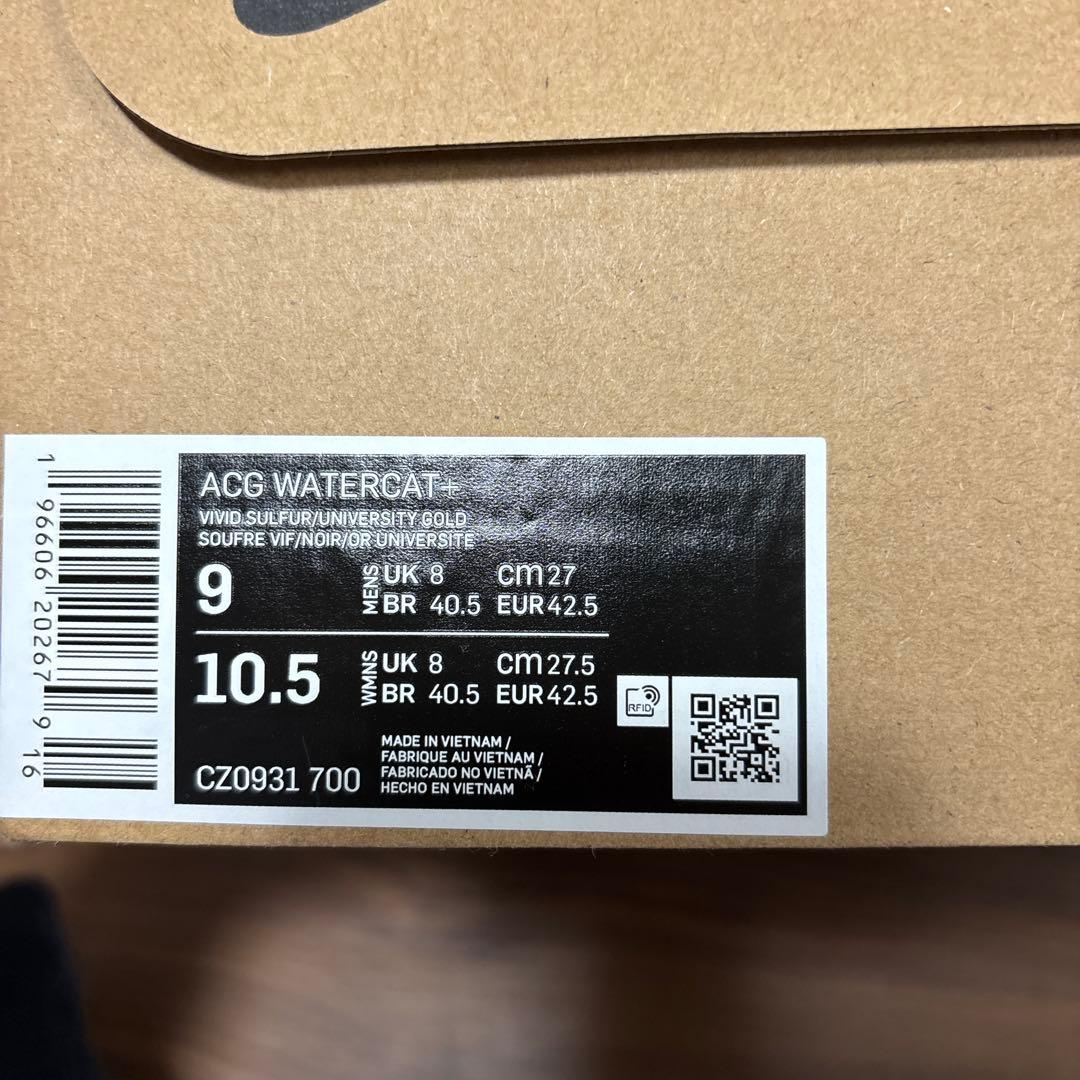 ACG WATERCAT+
VIVID SULFUR/UNIVERSITY GOLD
SOUFRE VIF/NOIR/OR UNIVERSITE
9 MENS UK 8 CM 27
BR 40.5 EUR 42.5
10.5 WMNS UK 8 CM 27.5
BR 40.5 EUR 42.5
RFID
CZ0931 700
MADE IN VIETNAM /
FABRIQUE AU VIETNAM /
FABRICADO NO VIETNÃ /
HECHO EN VIETNAM
1 96606 20267 9 16